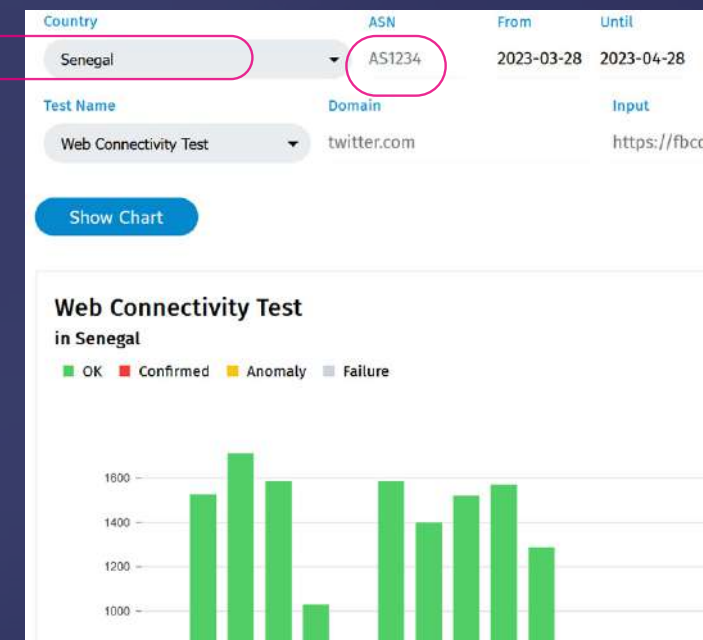 Country ASN From Until
Senegal AS1234 2023-03-28 2023-04-28
Test Name Domain Input
Web Connectivity Test twitter.com
Show Chart
Web Connectivity Test
in Senegal
OK Confirmed Anomaly Failure
1600
1400
1200
1000